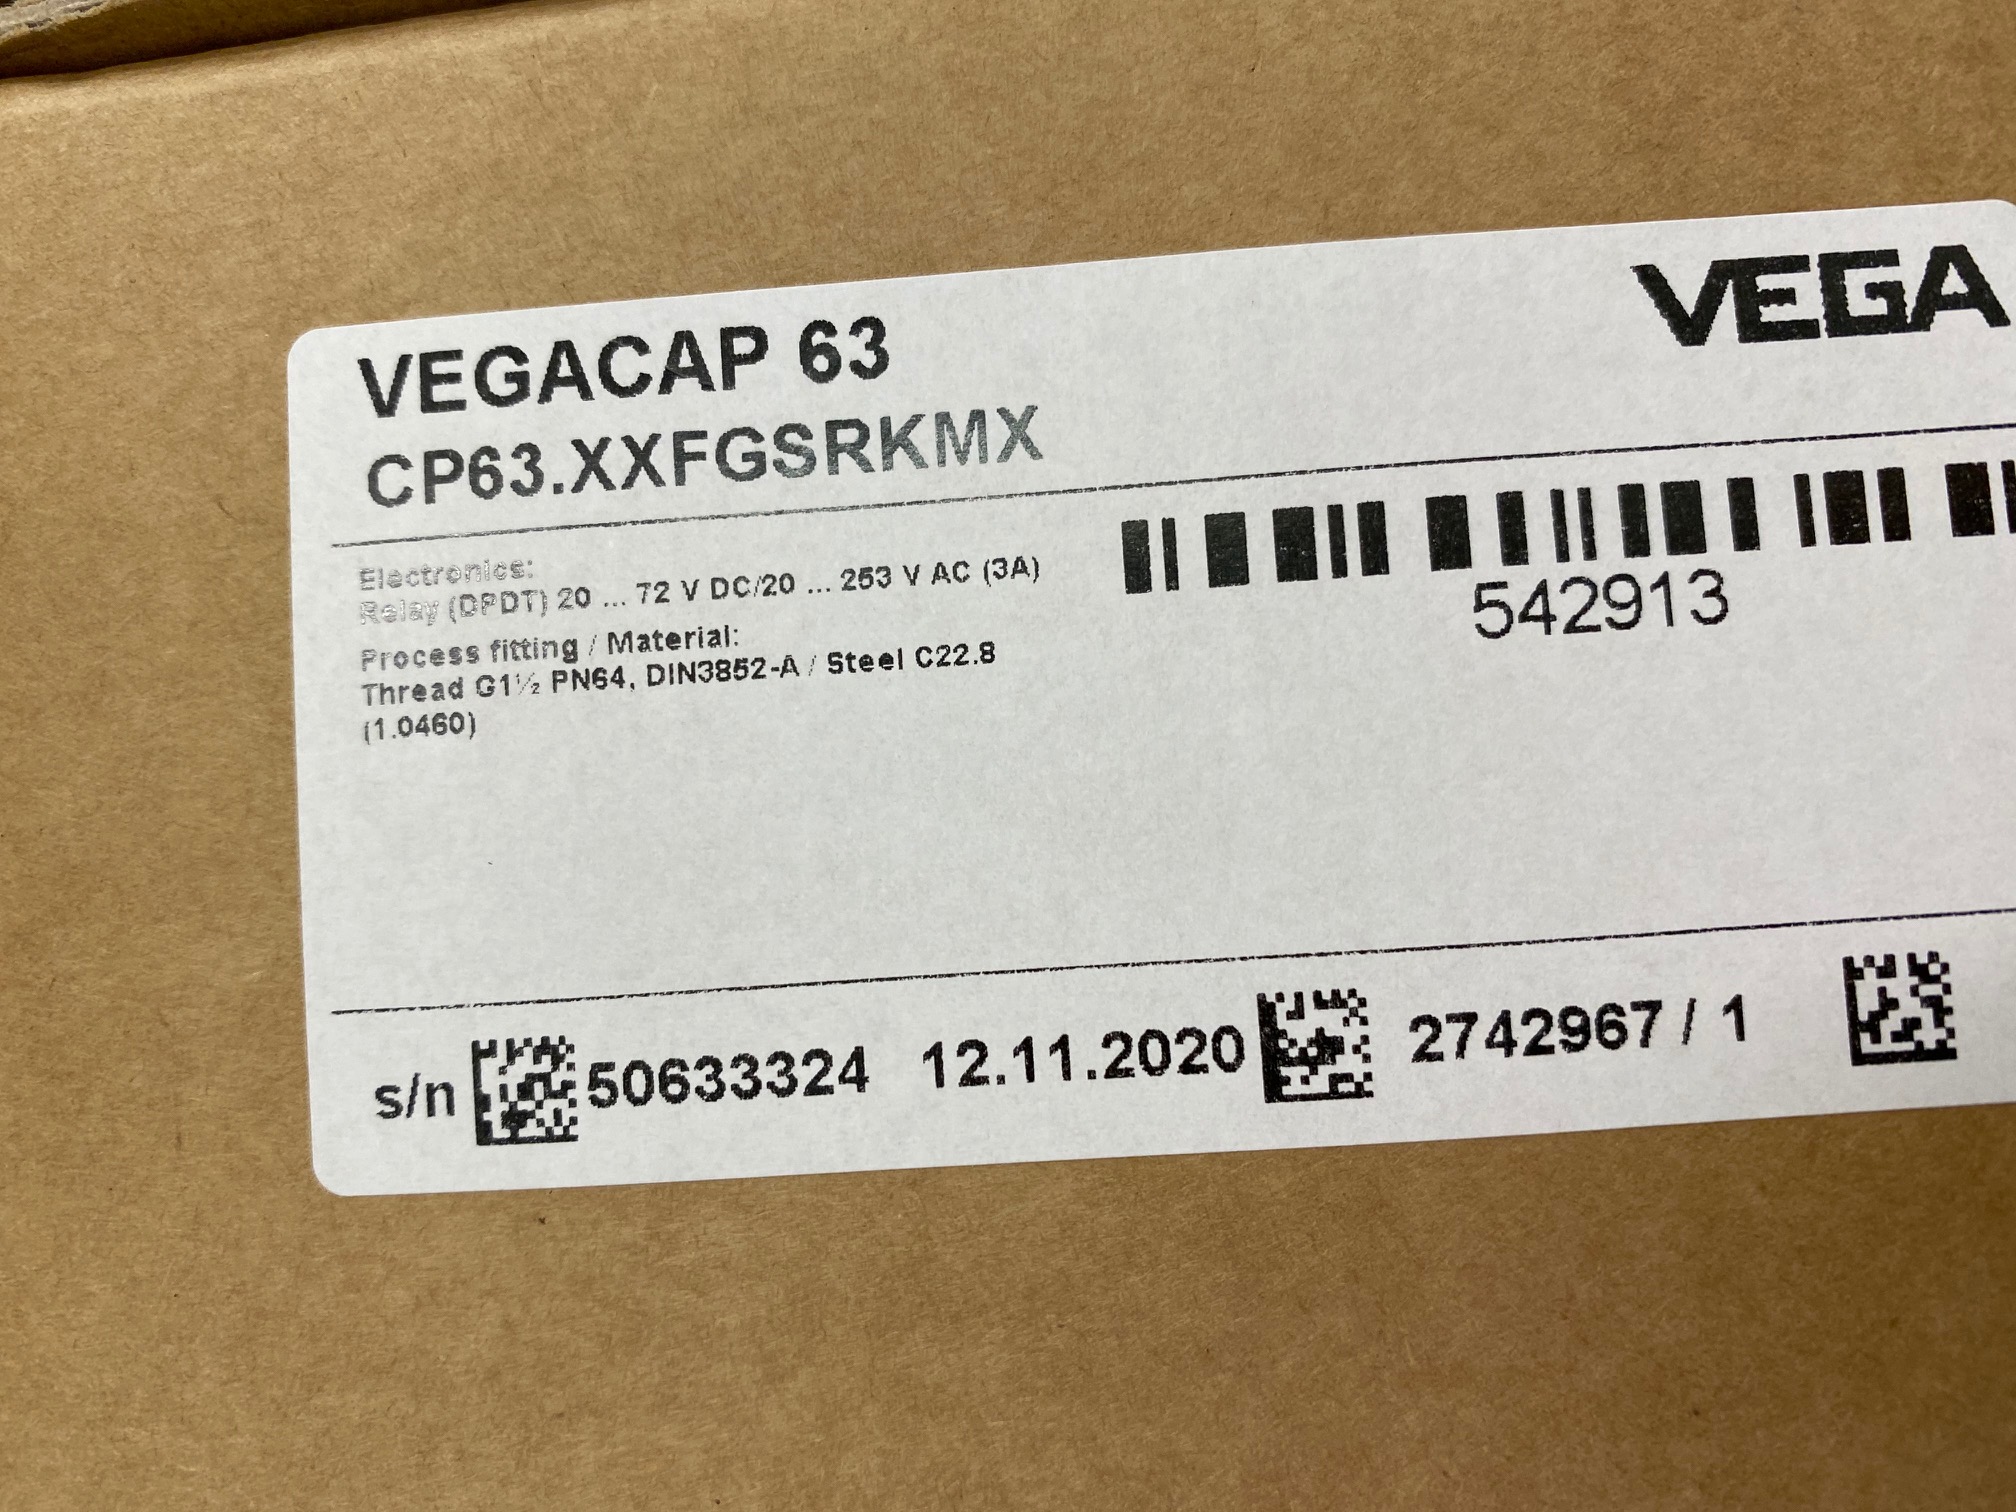 VEGA
VEGACAP 63
CP63.XXFGSRKMX
Electronics:
Relay (DPDT) 20 ... 72 V DC/20 ... 253 V AC (3A)
Process fitting / Material:
Thread G1½ PN64, DIN3852-A / Steel C22.8
(1.0460)
542913
s/n 50633324 12.11.2020 2742967 / 1